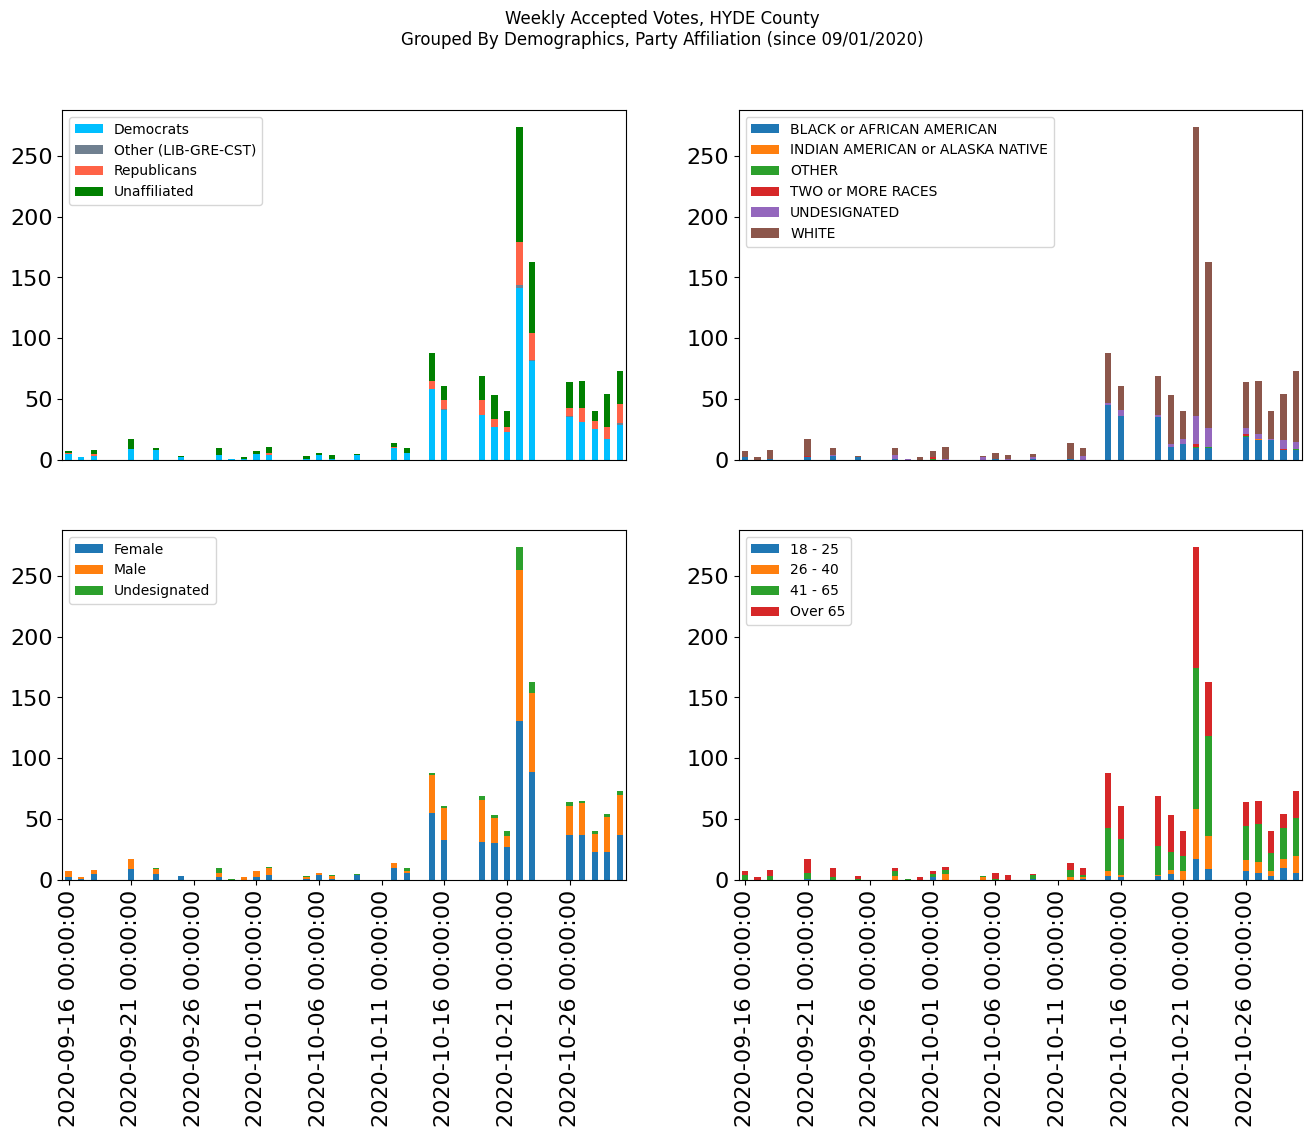 Weekly Accepted Votes, HYDE County
Grouped By Demographics, Party Affiliation (since 09/01/2020)
Democrats
Other (LIB-GRE-CST)
Republicans
Unaffiliated
250
200
150
100
50
0
BLACK or AFRICAN AMERICAN
INDIAN AMERICAN or ALASKA NATIVE
OTHER
TWO or MORE RACES
UNDESIGNATED
WHITE
250
200
150
100
50
0
Female
Male
Undesignated
250
200
150
100
50
0
2020-09-16 00:00:00
2020-09-21 00:00:00
2020-09-26 00:00:00
2020-10-01 00:00:00
2020-10-06 00:00:00
2020-10-11 00:00:00
2020-10-16 00:00:00
2020-10-21 00:00:00
2020-10-26 00:00:00
18 - 25
26 - 40
41 - 65
Over 65
250
200
150
100
50
0
2020-09-16 00:00:00
2020-09-21 00:00:00
2020-09-26 00:00:00
2020-10-01 00:00:00
2020-10-06 00:00:00
2020-10-11 00:00:00
2020-10-16 00:00:00
2020-10-21 00:00:00
2020-10-26 00:00:00